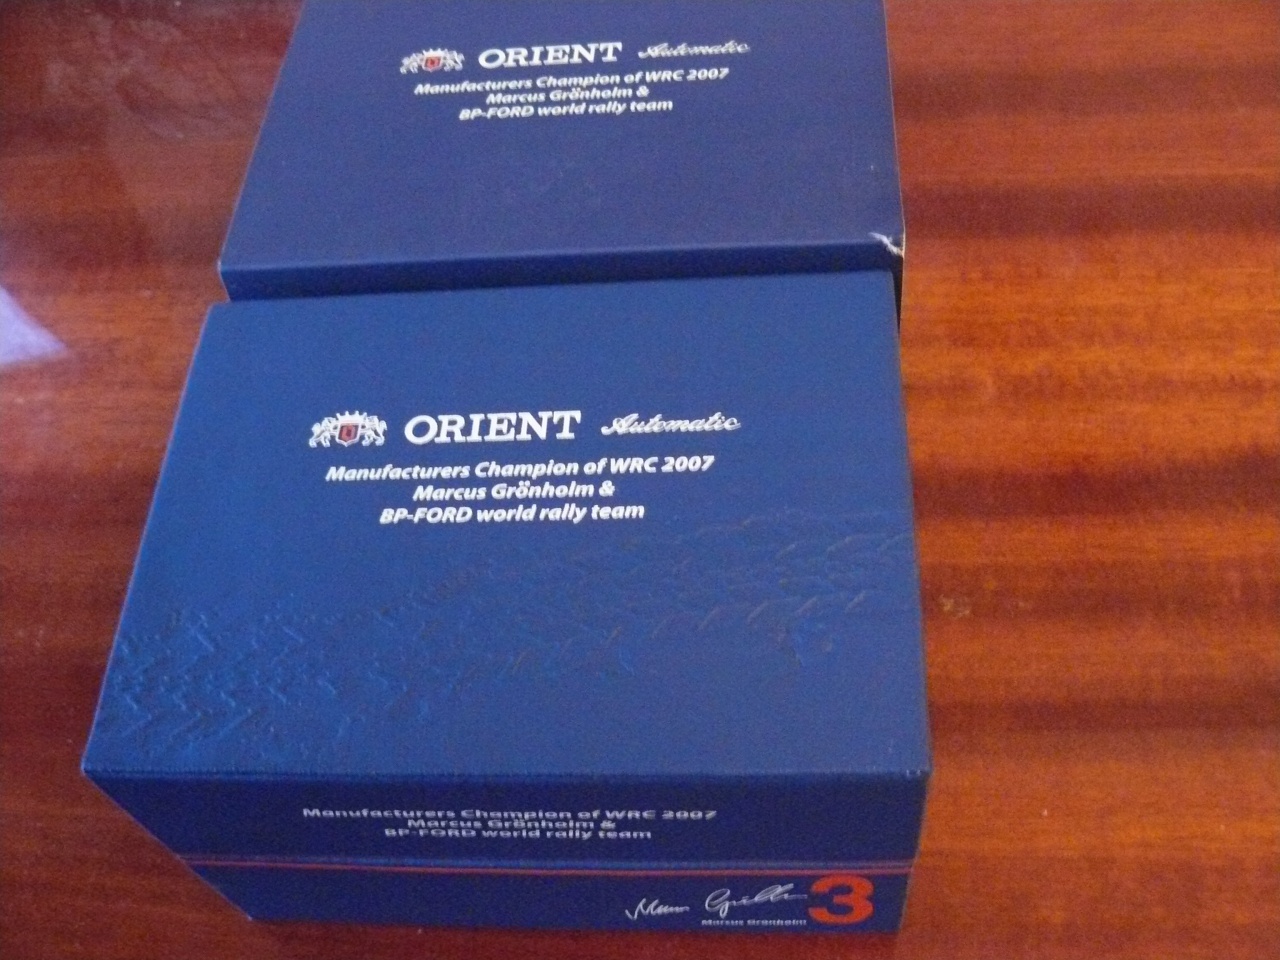 ORIENT Automatic
Manufacturers Champion of WRC 2007
Marcus Grönholm &
BP-FORD world rally team
ORIENT Automatic
Manufacturers Champion of WRC 2007
Marcus Grönholm &
BP-FORD world rally team
Manufacturers Champion of WRC 2007
Marcus Grönholm &
BP-FORD world rally team
3
Marcus Grönholm